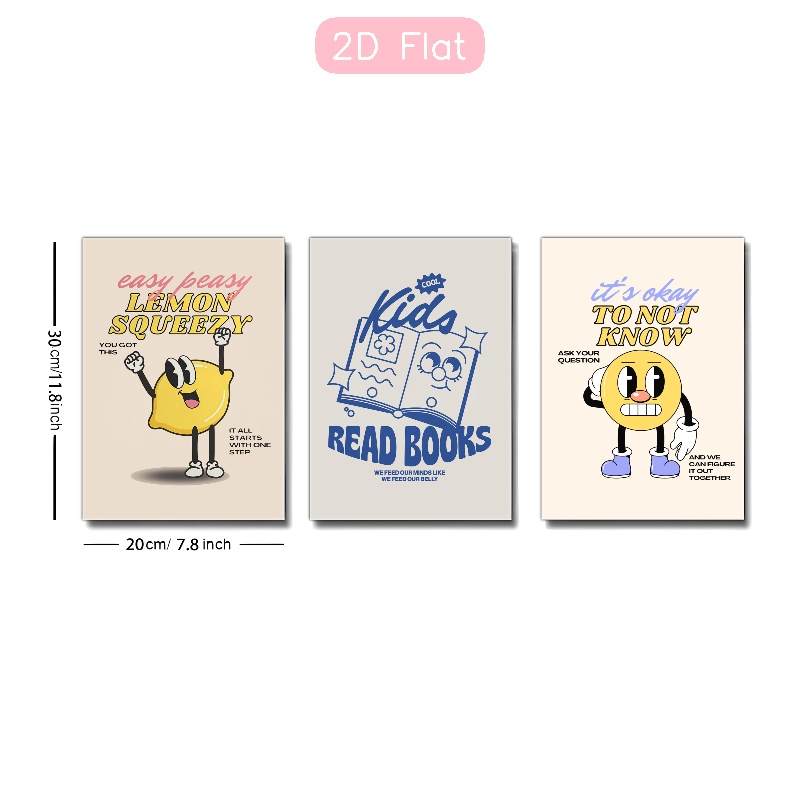 2D Flat
easy peasy
LEMON
SQUEEZY
YOU GOT
THIS
IT ALL
STARTS
WITH ONE
STEP
COOL
Kids
READ BOOKS
WE FEED OUR MINDS LIKE
WE FEED OUR BELLY
it's okay
TO NOT
KNOW
ASK YOUR
QUESTION
AND WE
CAN FIGURE
IT OUT
TOGETHER
30cm/11.8inch
20cm/ 7.8 inch